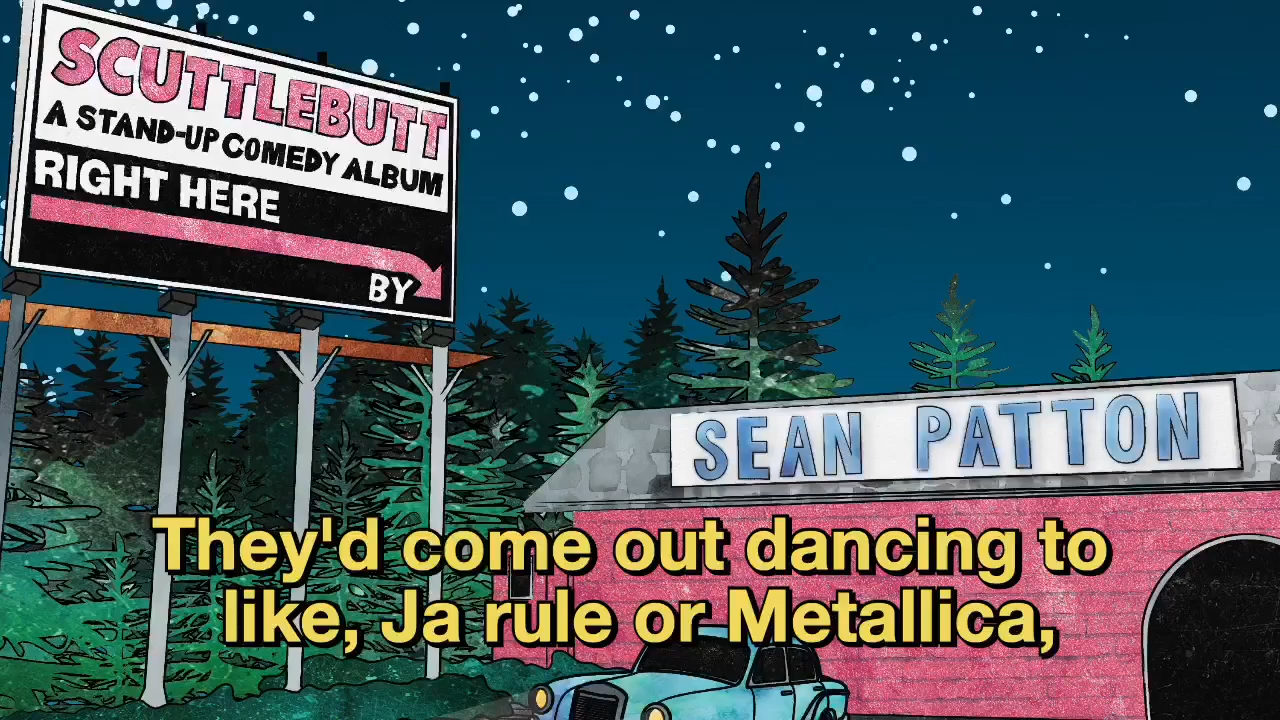 SCUTTLEBUTT
A STAND-UP COMEDY ALBUM
RIGHT HERE
BY
SEAN PATTON
They'd come out dancing to
like, Ja rule or Metallica,